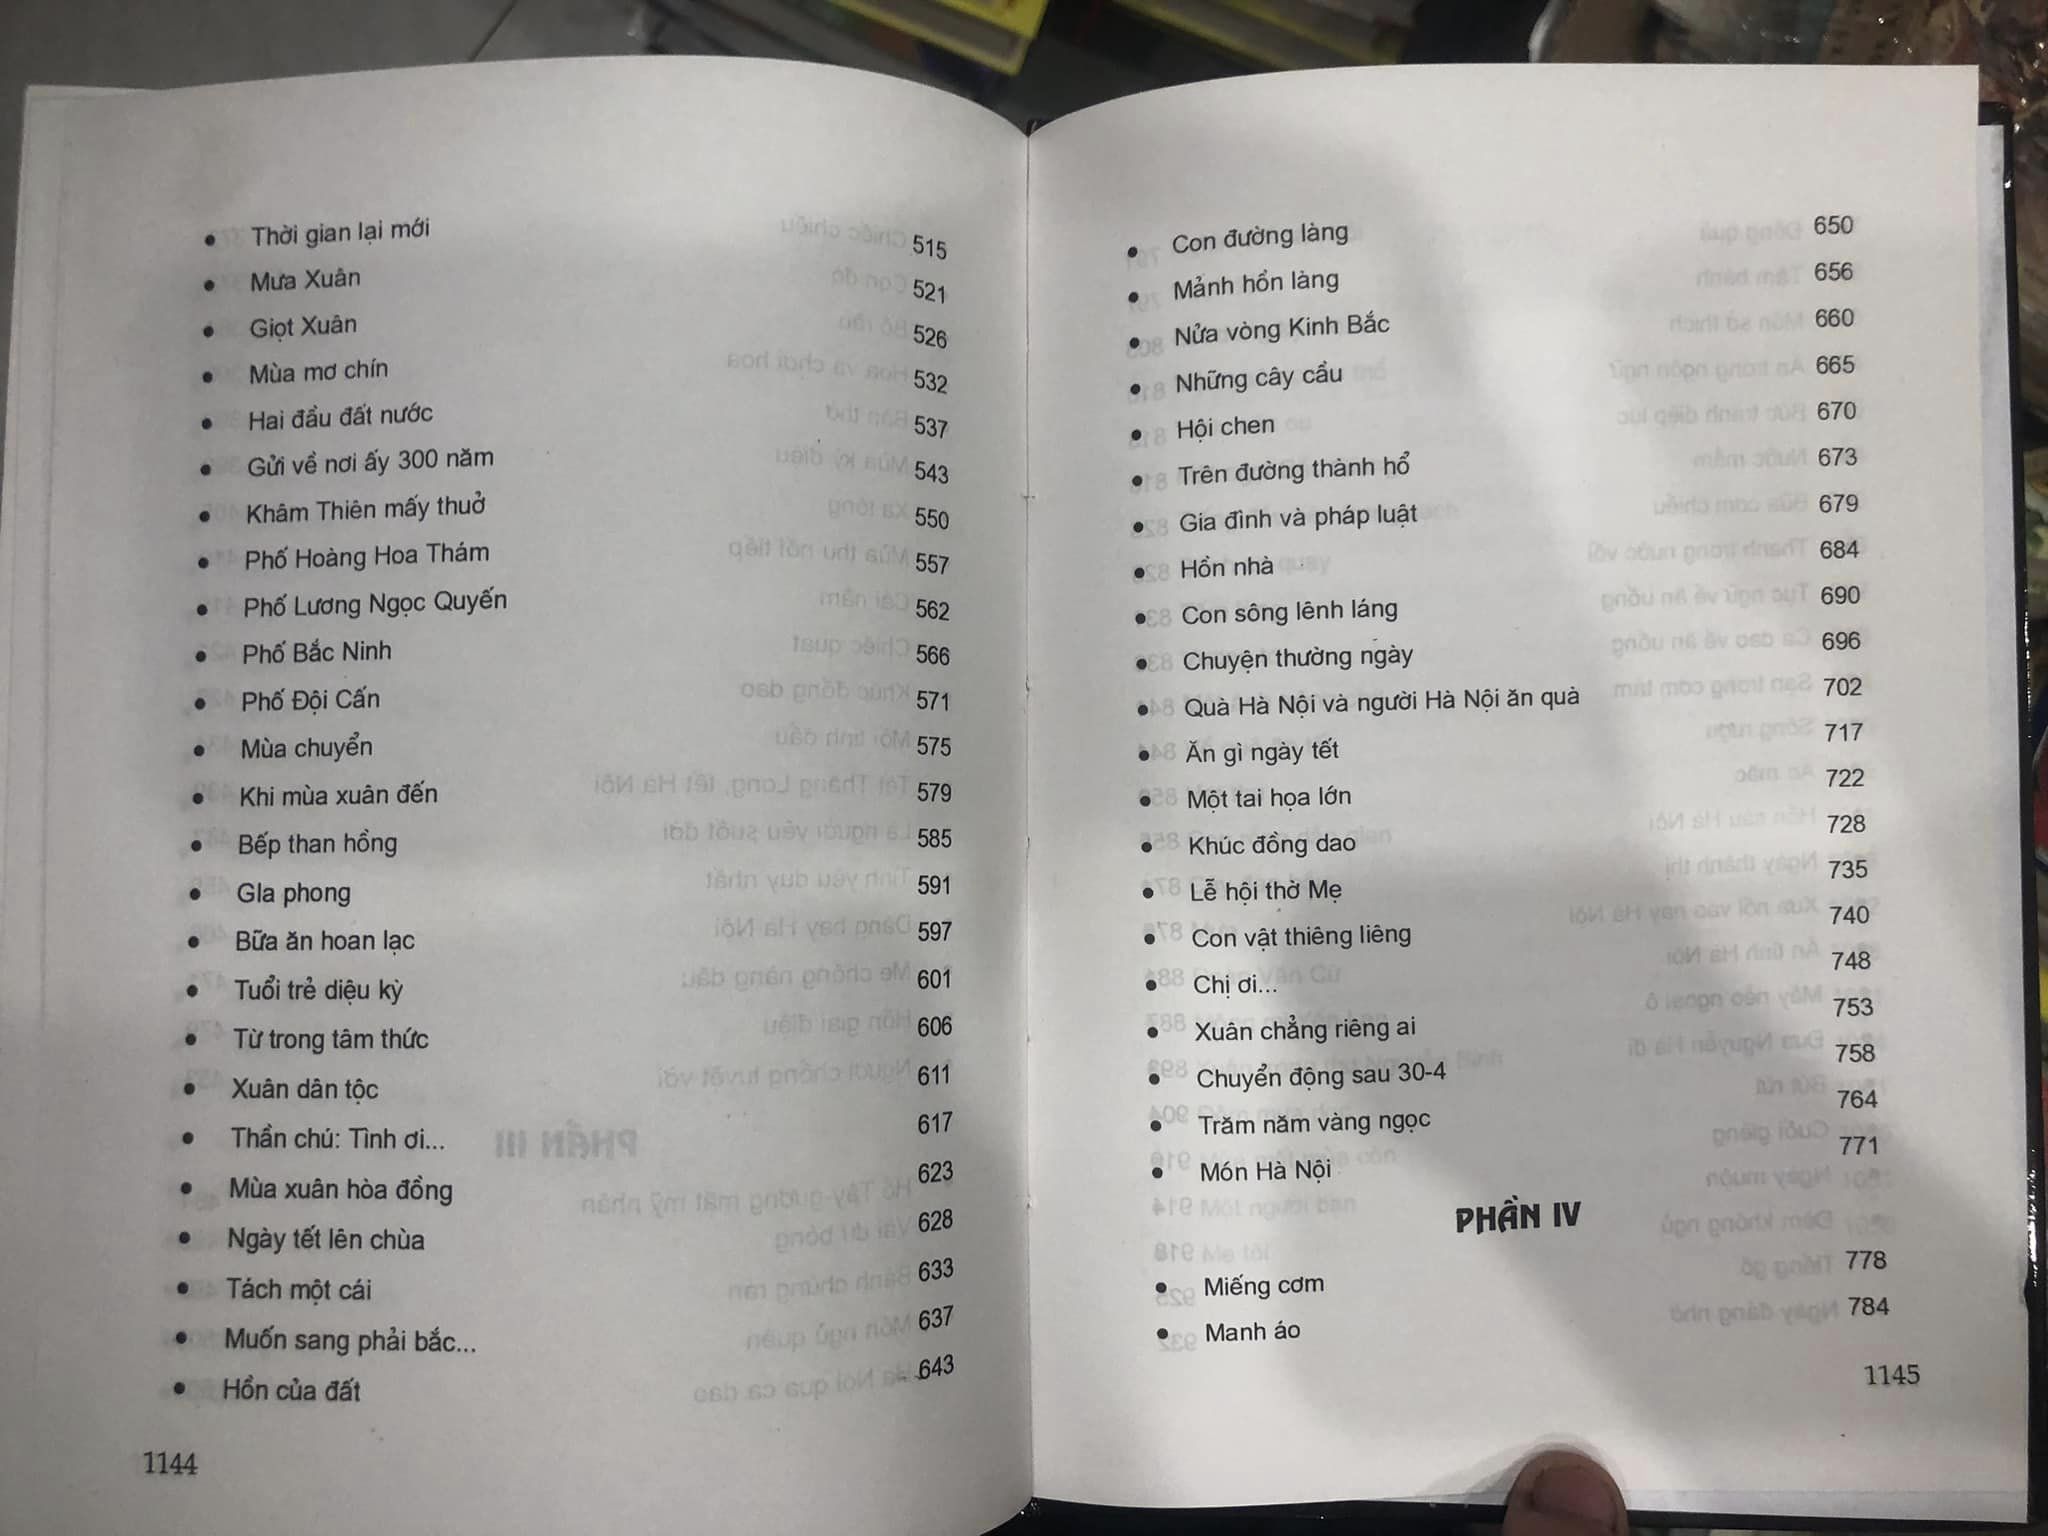 • Thời gian lại mới 515
• Mưa Xuân 521
• Giọt Xuân 526
• Mùa mơ chín 532
• Hai đầu đất nước 537
• Gửi về nơi ấy 300 năm 543
• Khâm Thiên mấy thuở 550
• Phố Hoàng Hoa Thám 557
• Phố Lương Ngọc Quyến 562
• Phố Bắc Ninh 566
• Phố Đội Cấn 571
• Mùa chuyển 575
• Khi mùa xuân đến 579
• Bếp than hồng 585
• Gla phong 591
• Bữa ăn hoan lạc 597
• Tuổi trẻ diệu kỳ 601
• Từ trong tâm thức 606
• Xuân dân tộc 611
• Thần chú: Tình ơi... 617
• Mùa xuân hòa đồng 623
• Ngày tết lên chùa 628
• Tách một cái 633
• Muốn sang phải bắc... 637
• Hồn của đất 643
1144
• Con đường làng 650
• Mảnh hồn làng 656
• Nửa vòng Kinh Bắc 660
• Những cây cầu 665
• Hội chen 670
• Trên đường thành hổ 673
• Gia đình và pháp luật 679
• Hồn nhà 684
• Con sông lênh láng 690
• Chuyện thường ngày 696
• Quà Hà Nội và người Hà Nội ăn quà 702
• Ăn gì ngày tết 717
• Một tai họa lớn 722
• Khúc đồng dao 728
• Lễ hội thờ Mẹ 735
• Con vật thiêng liêng 740
• Chị ơi... 748
• Xuân chẳng riêng ai 753
• Chuyển động sau 30-4 758
• Trăm năm vàng ngọc 764
• Món Hà Nội 771
PHẦN IV
• Miếng cơm 778
• Manh áo 784
1145